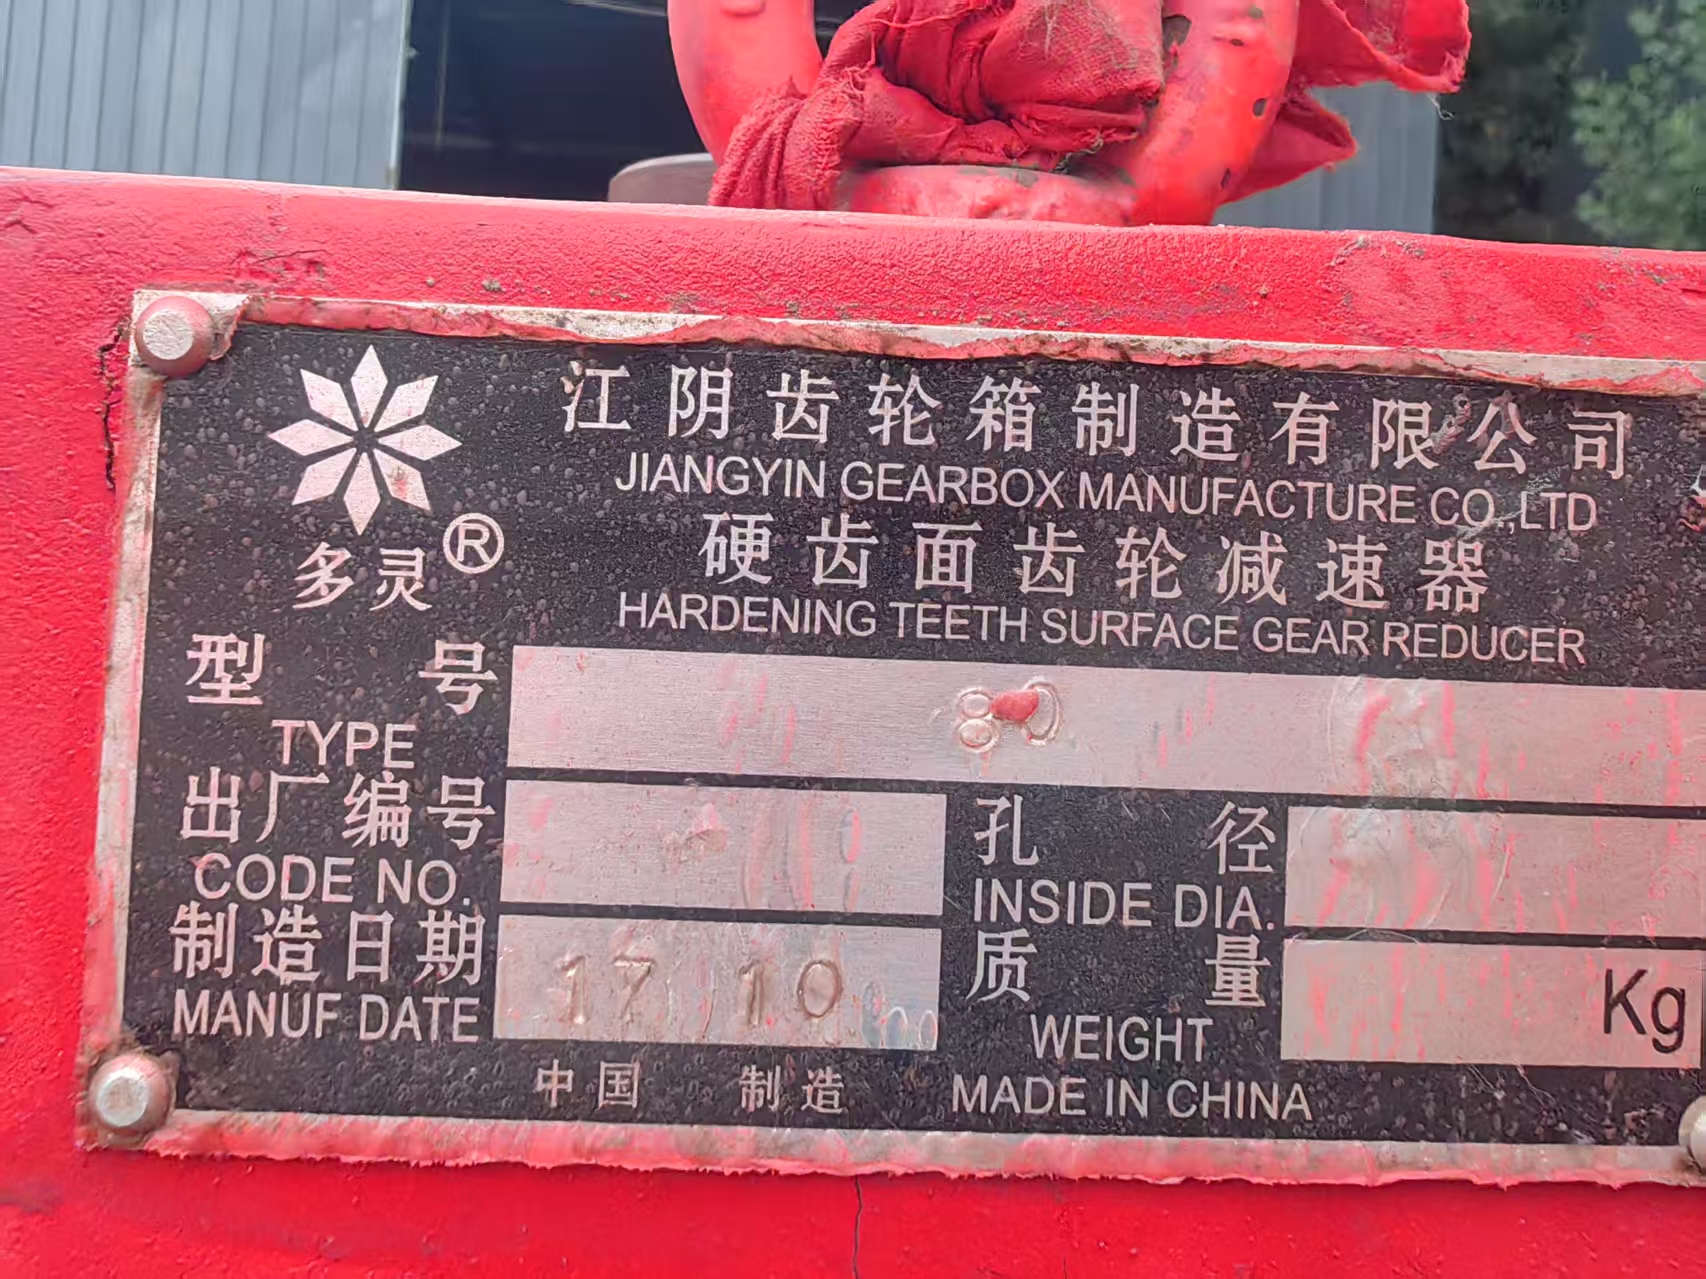 江阴齿轮箱制造有限公司
JIANGYIN GEARBOX MANUFACTURE CO.,LTD
多灵®
硬齿面齿轮减速器
HARDENING TEETH SURFACE GEAR REDUCER
型号 80
TYPE
出厂编号
CODE NO.
孔径
INSIDE DIA.
制造日期 17 10
MANUF DATE
质量 Kg
WEIGHT
中国 制造 MADE IN CHINA